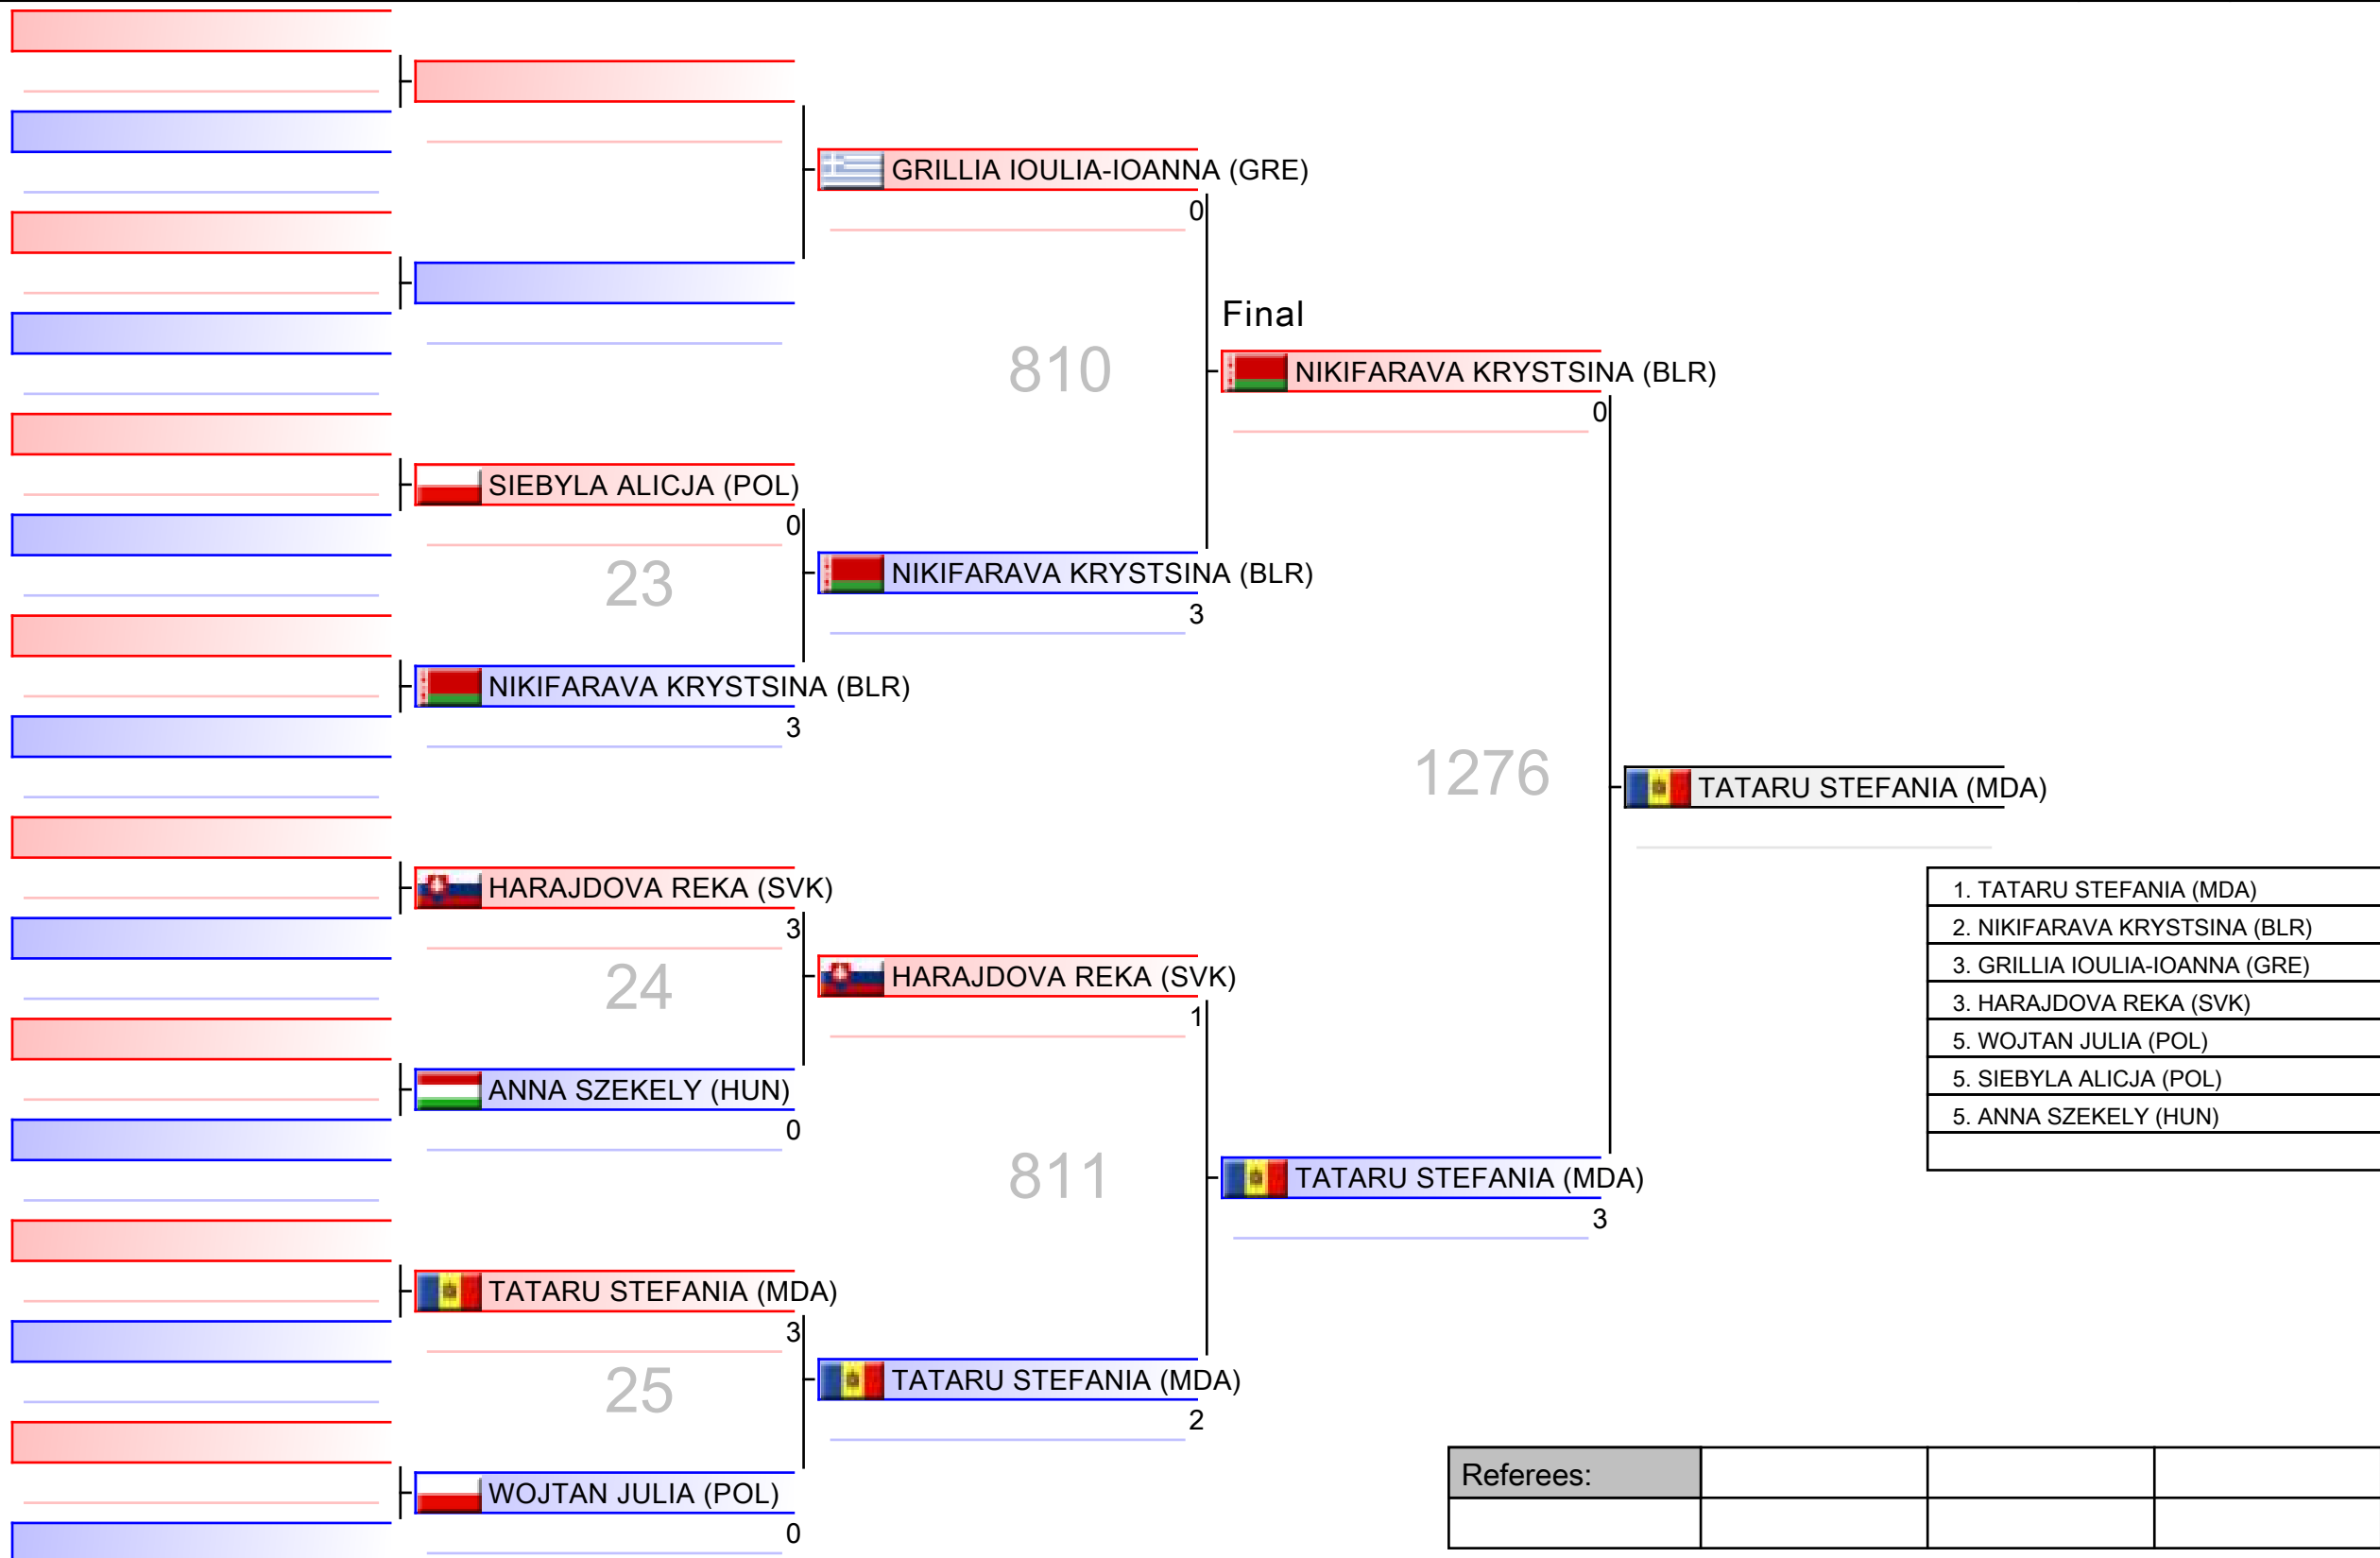 GRILLIA IOULIA-IOANNA (GRE)
0
Final
810
NIKIFARAVA KRYSTSINA (BLR)
0
SIEBYLA ALICJA (POL)
0
23
NIKIFARAVA KRYSTSINA (BLR)
3
NIKIFARAVA KRYSTSINA (BLR)
3
1276
TATARU STEFANIA (MDA)
HARAJDOVA REKA (SVK)
3
24
HARAJDOVA REKA (SVK)
1
ANNA SZEKELY (HUN)
0
811
TATARU STEFANIA (MDA)
3
TATARU STEFANIA (MDA)
3
25
TATARU STEFANIA (MDA)
2
WOJTAN JULIA (POL)
0
1. TATARU STEFANIA (MDA)
2. NIKIFARAVA KRYSTSINA (BLR)
3. GRILLIA IOULIA-IOANNA (GRE)
3. HARAJDOVA REKA (SVK)
5. WOJTAN JULIA (POL)
5. SIEBYLA ALICJA (POL)
5. ANNA SZEKELY (HUN)
Referees: